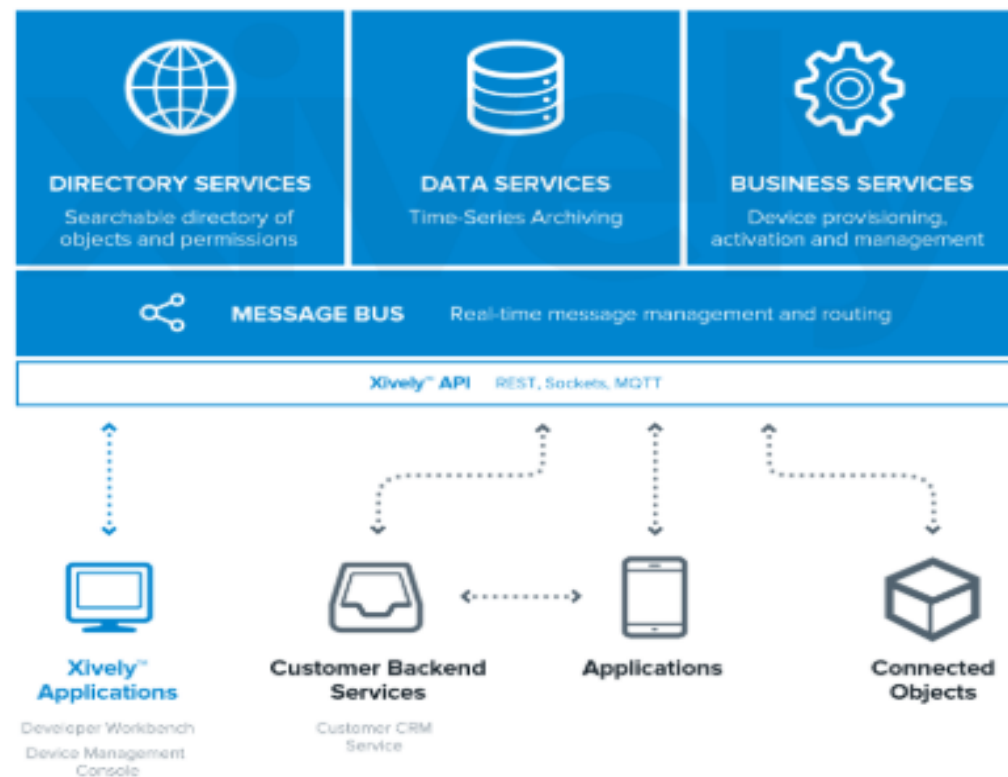 DIRECTORY SERVICES
Searchable directory of
objects and permissions
DATA SERVICES
Time-Series Archiving
BUSINESS SERVICES
Device provisioning,
activation and management
MESSAGE BUS Real-time message management and routing
Xively™ API REST, Sockets, MQTT
Xively™
Applications
Developer Workbench
Device Management
Console
Customer Backend
Services
Customer CRM
Service
Applications
Connected
Objects
xively